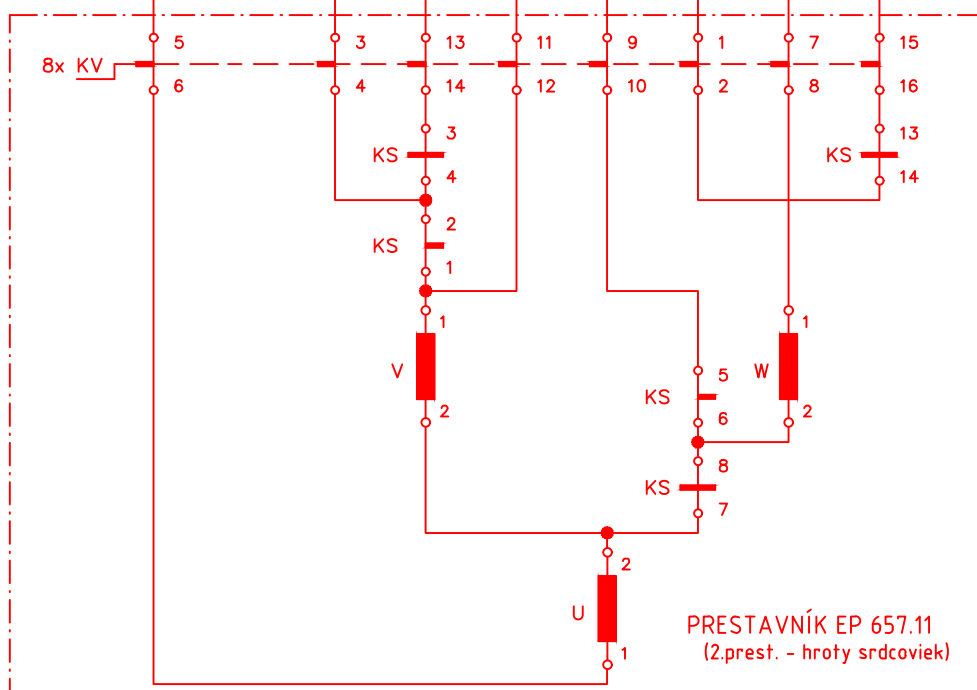 5 3 13 11 9 1 7 15
8x KV
6 4 14 12 10 2 8 16
3 13
KS KS
4 14
2
KS
1
1 1
V W
5
KS
2 6 2
8
KS
7
2
U
1
PRESTAVNÍK EP 657.11
(2.prest. - hroty srdcoviek)